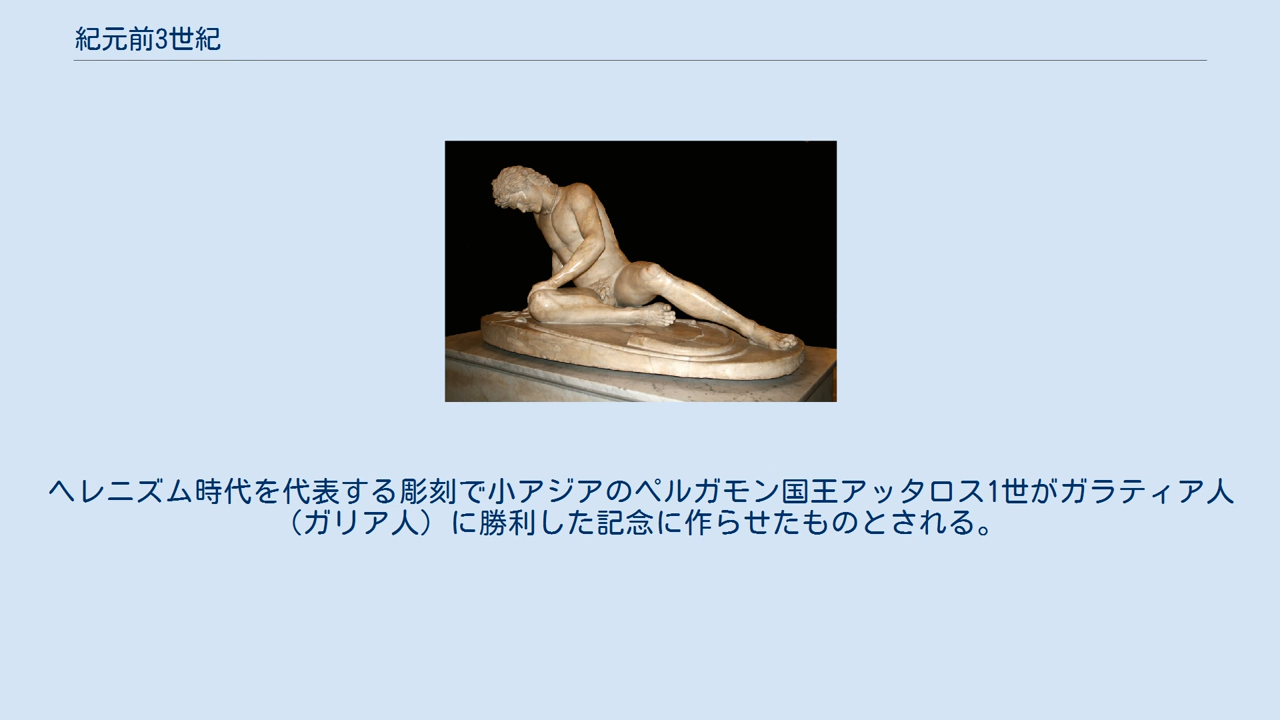 紀元前3世紀
ヘレニズム時代を代表する彫刻で小アジアのペルガモン国王アッタロス1世がガラティア人
（ガリア人）に勝利した記念に作らせたものとされる。